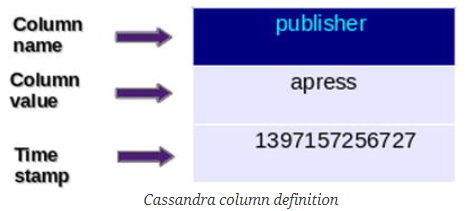 Column
name
publisher
Column
value
apress
Time
stamp
1397157256727
Cassandra column definition